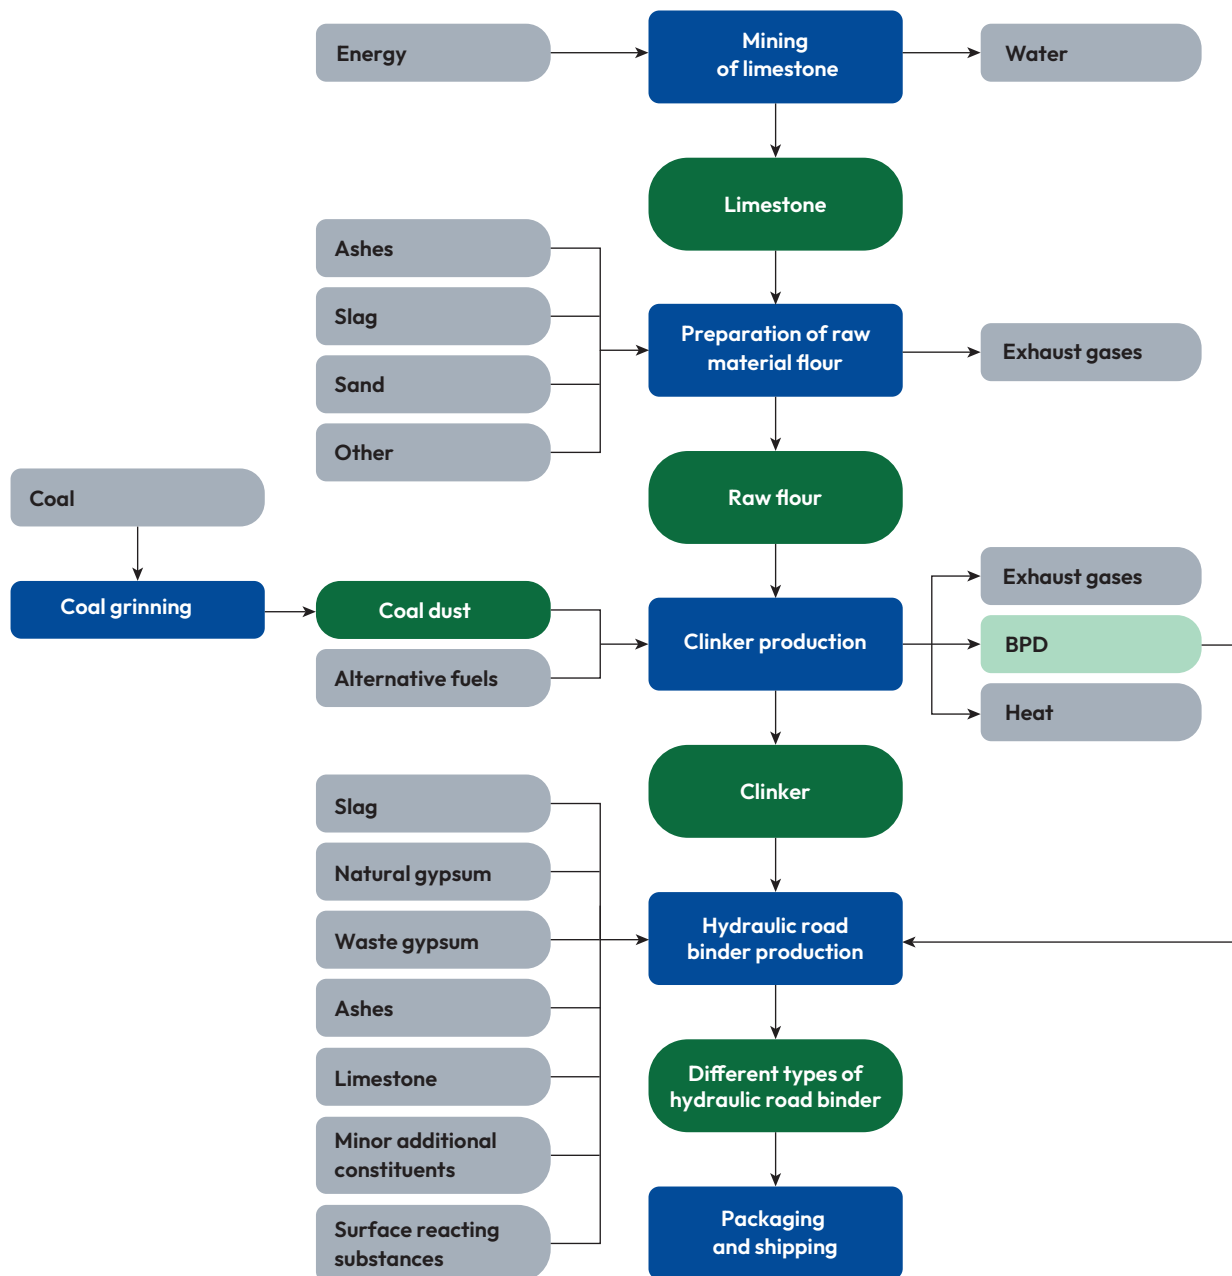 Energy
Mining
of limestone
Water
Limestone
Ashes
Slag
Sand
Other
Preparation of raw
material flour
Exhaust gases
Raw flour
Coal
Coal grinning
Coal dust
Alternative fuels
Clinker production
Exhaust gases
BPD
Heat
Clinker
Slag
Natural gypsum
Waste gypsum
Ashes
Limestone
Minor additional
constituents
Surface reacting
substances
Hydraulic road
binder production
Different types of
hydraulic road binder
Packaging
and shipping